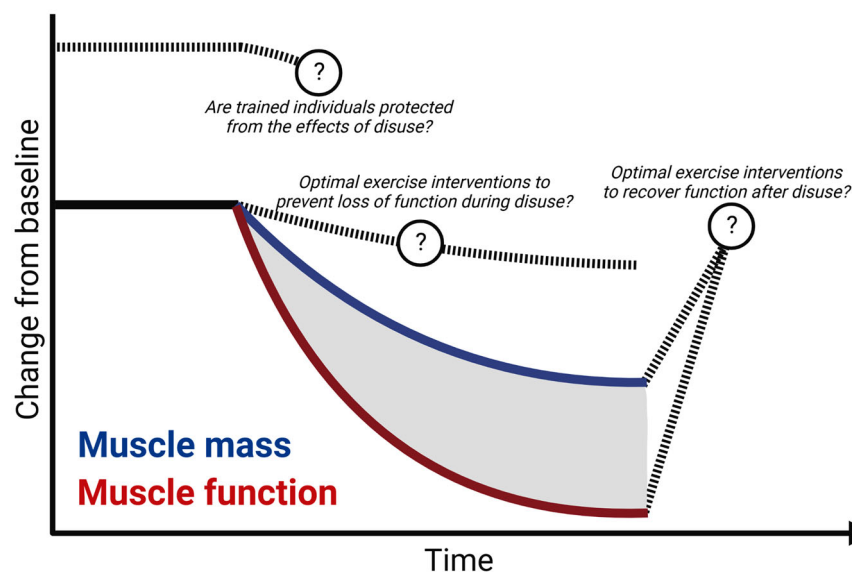 ?
Are trained individuals protected
from the effects of disuse?
Optimal exercise interventions to
prevent loss of function during disuse?
?
Optimal exercise interventions
to recover function after disuse?
?
Change from baseline
Muscle mass
Muscle function
Time